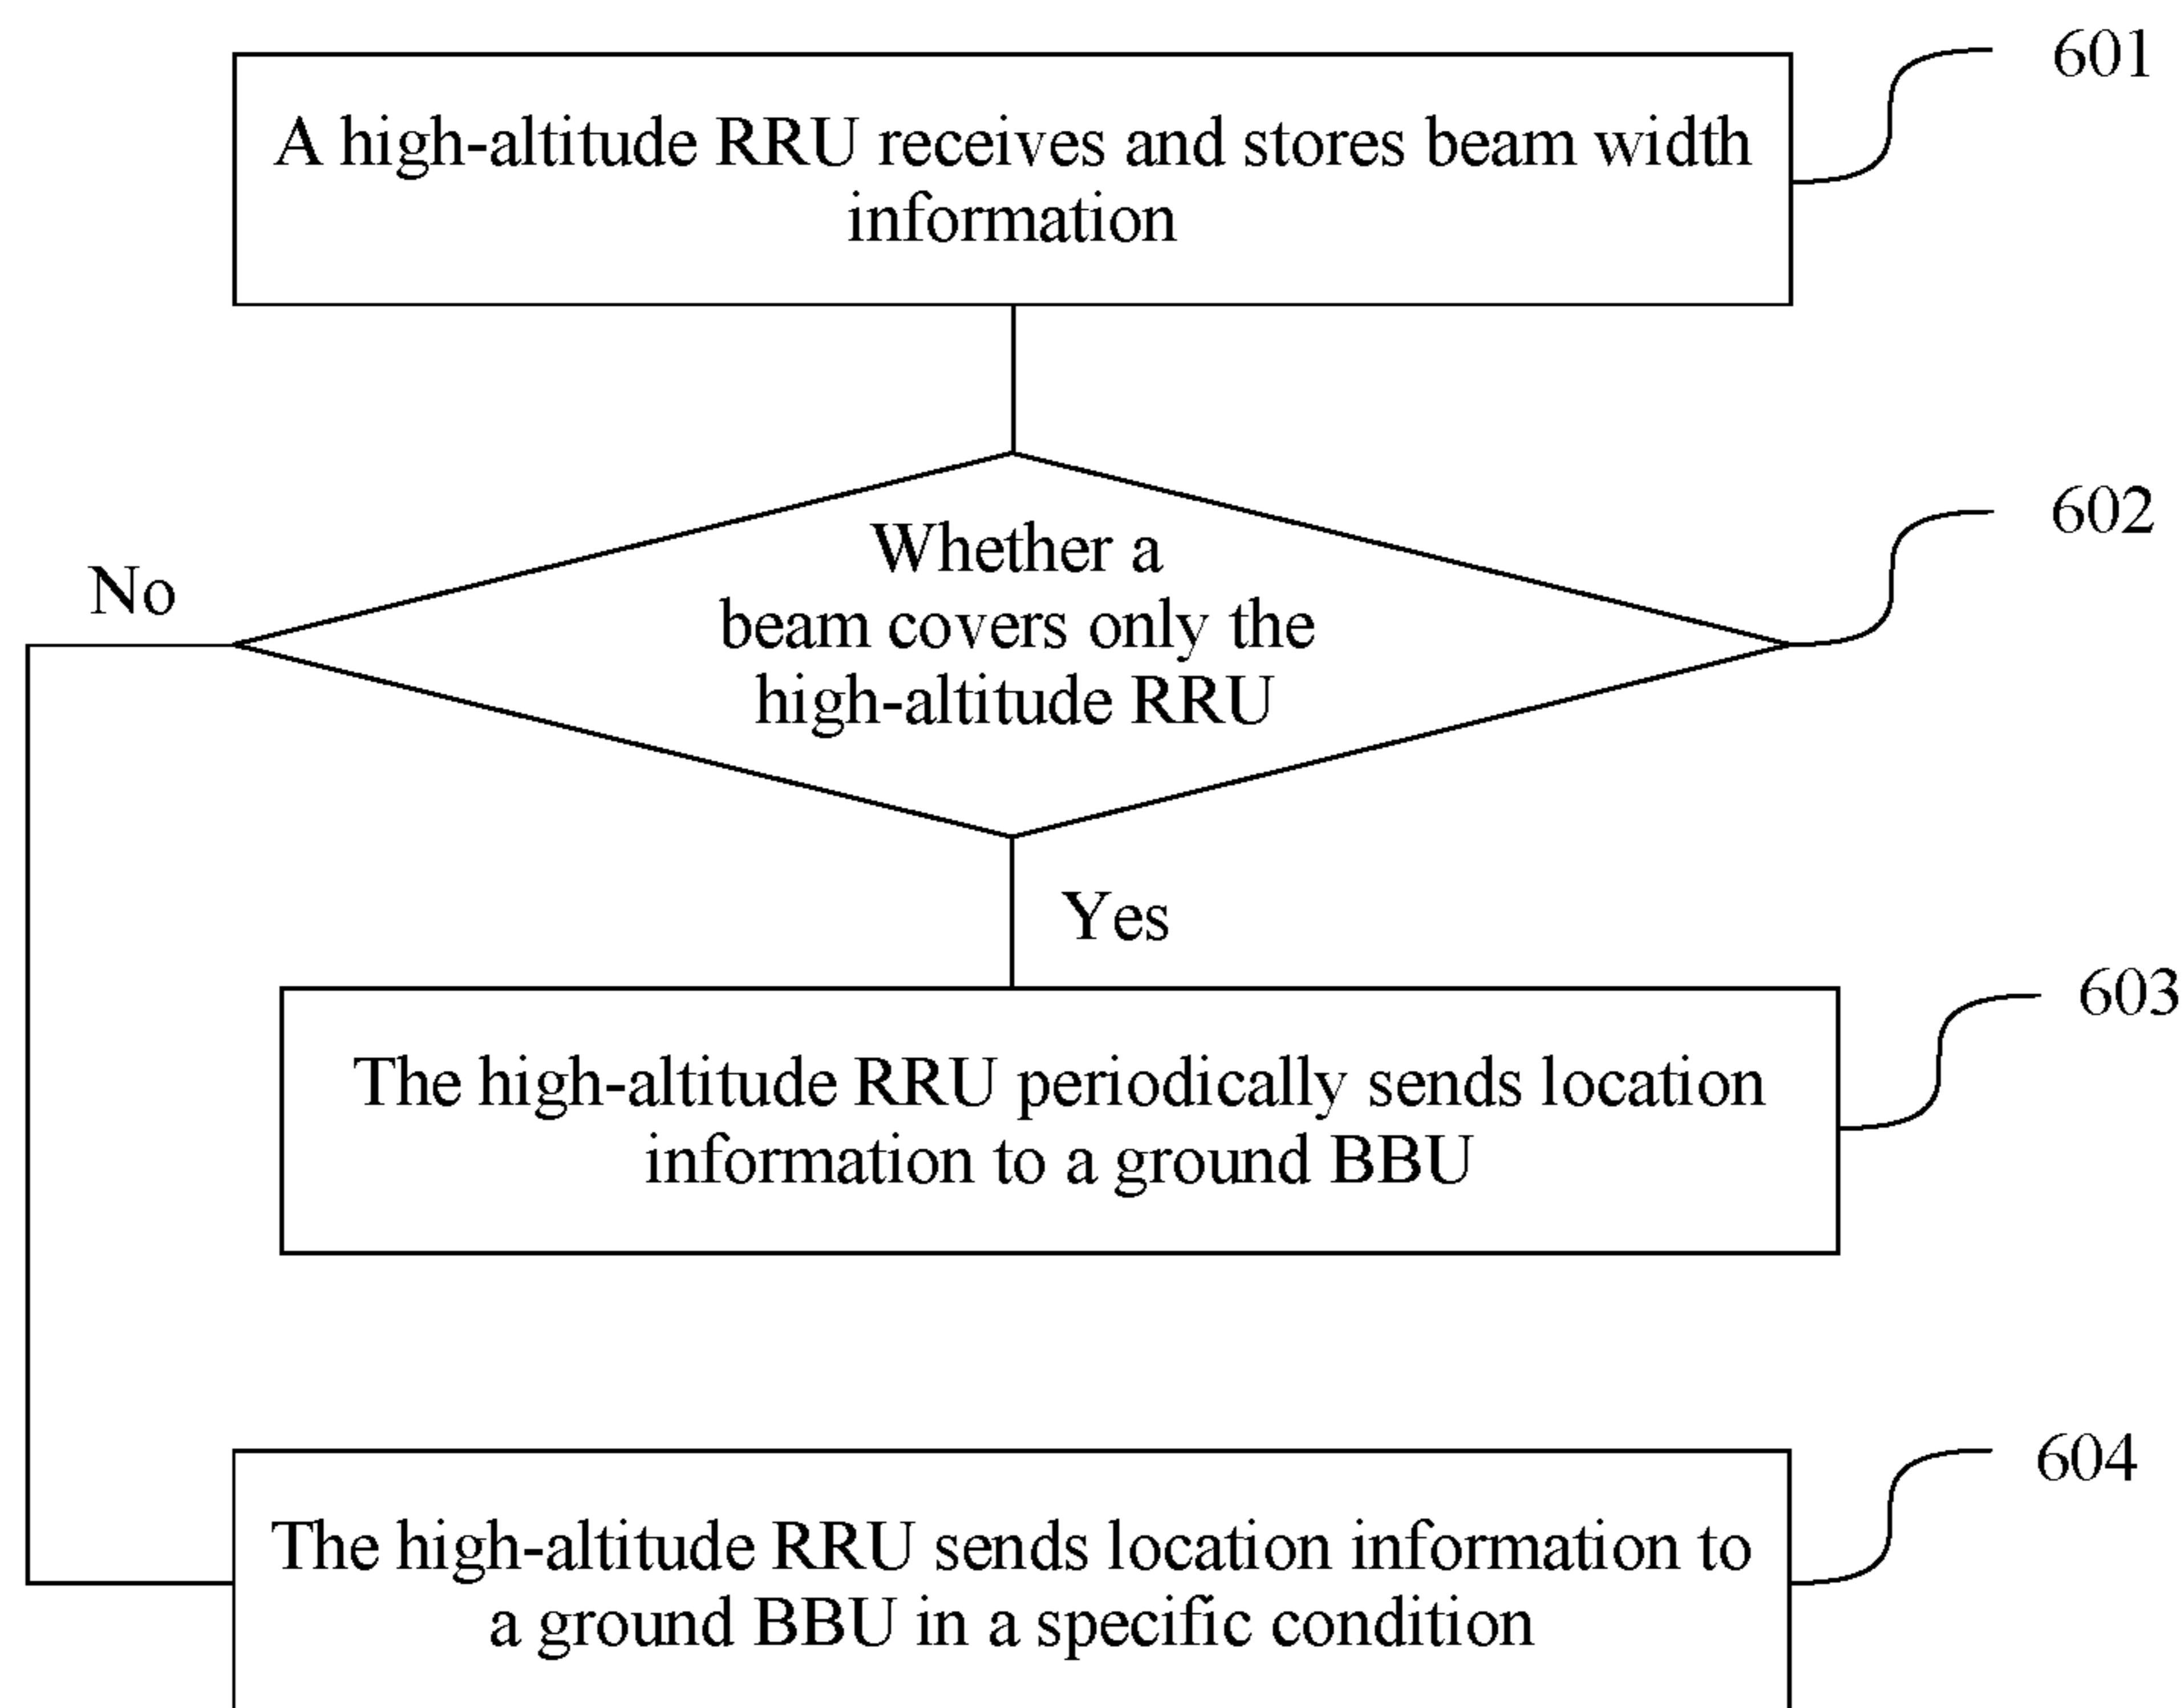 601
A high-altitude RRU receives and stores beam width
information
602
Whether a
beam covers only the
high-altitude RRU
No
Yes
603
The high-altitude RRU periodically sends location
information to a ground BBU
604
The high-altitude RRU sends location information to
a ground BBU in a specific condition